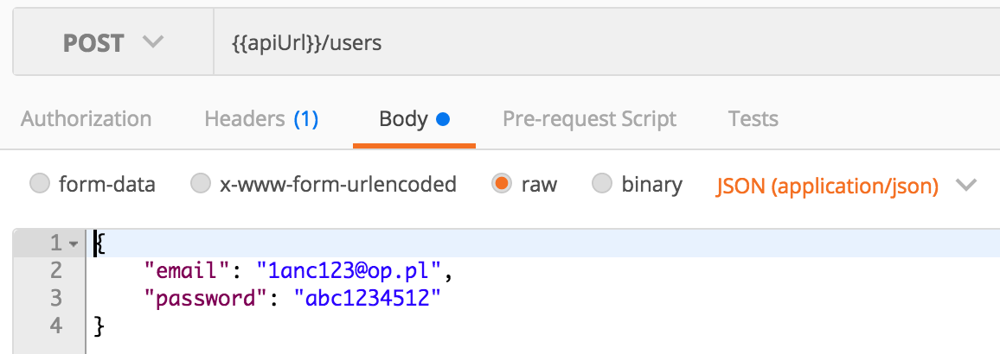 POST {{apiUrl}}/users
Authorization Headers (1) Body Pre-request Script Tests
form-data x-www-form-urlencoded raw binary JSON (application/json)
1 {
2 "email": "1anc123@op.pl",
3 "password": "abc1234512"
4 }